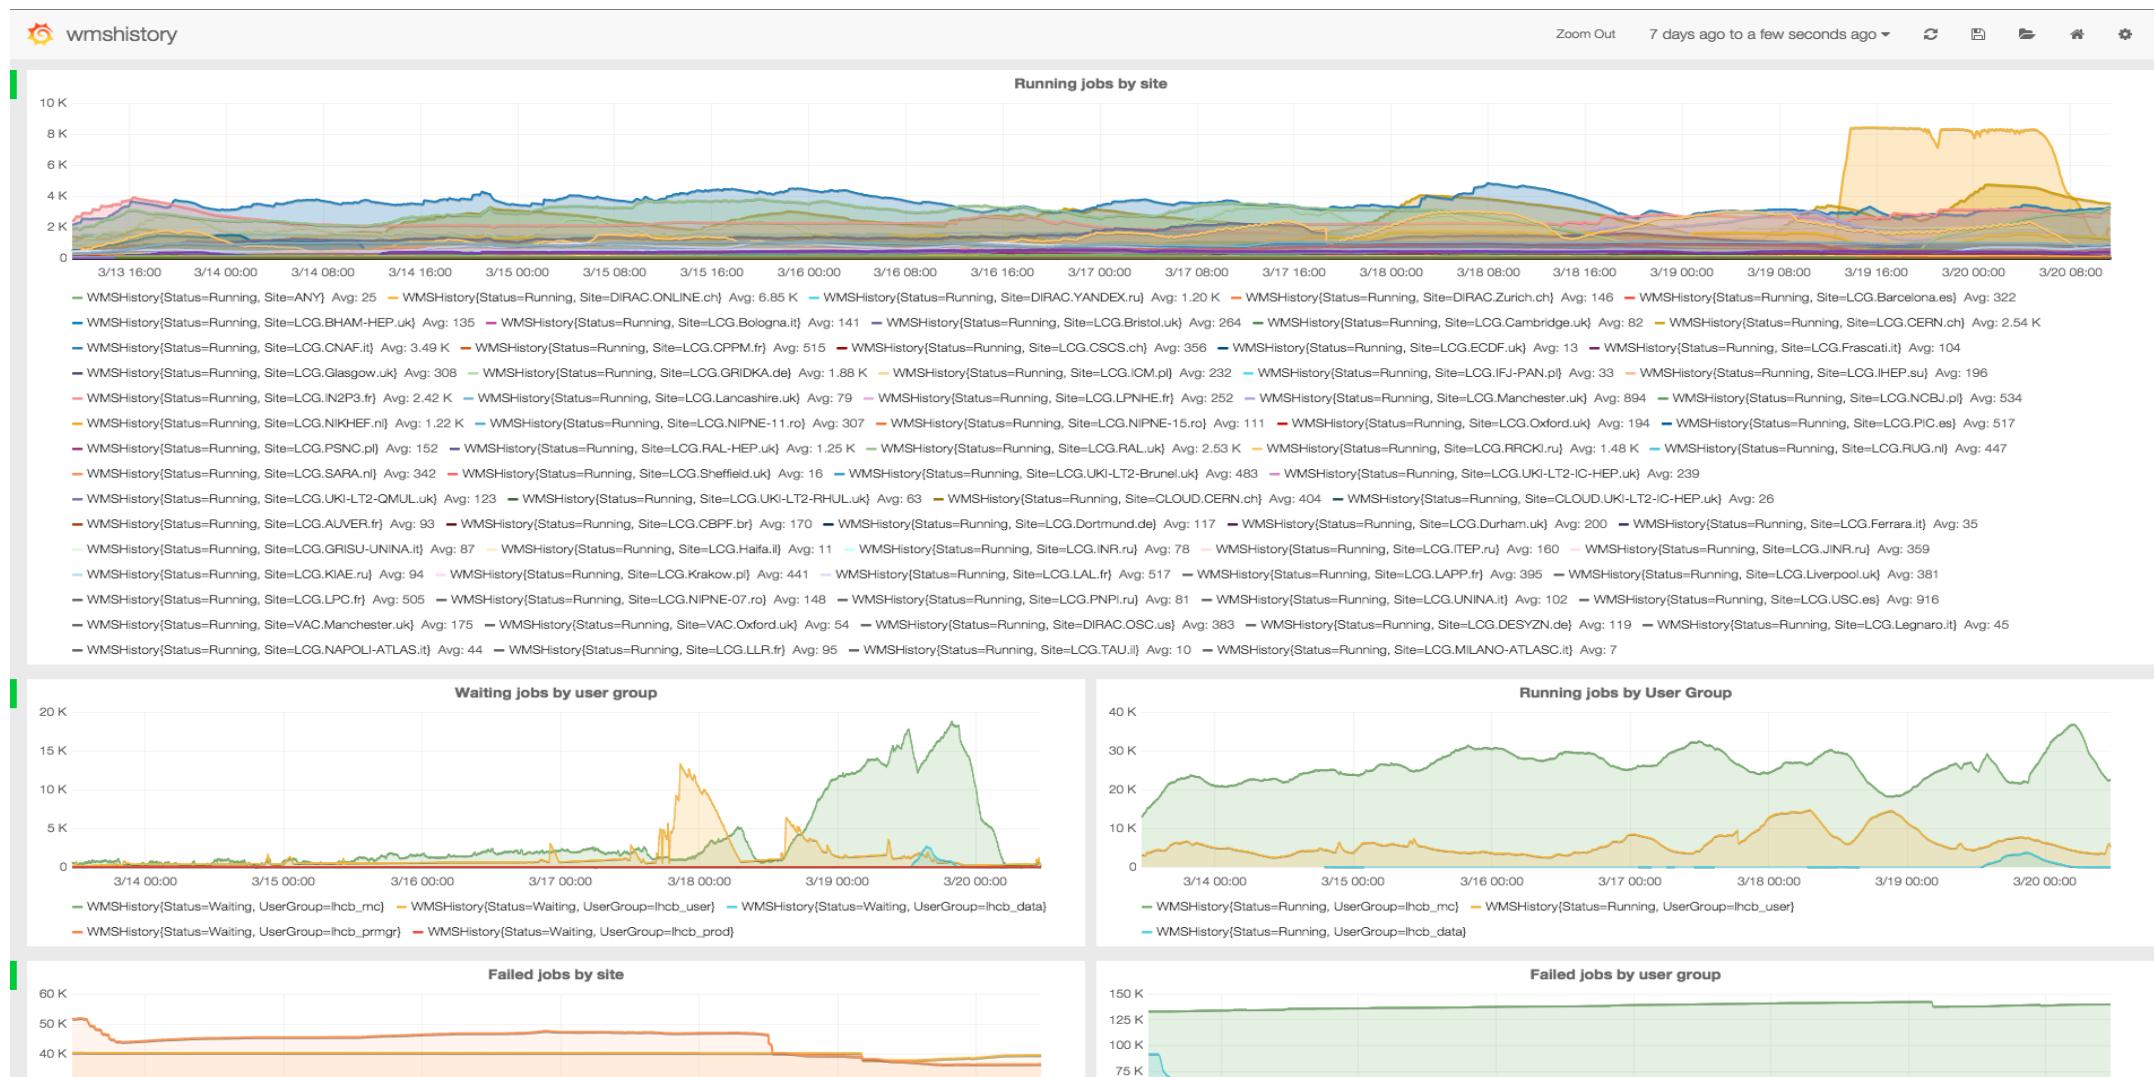 wmshistory Zoom Out 7 days ago to a few seconds ago
Running jobs by site
10 K
8 K
6 K
4 K
2 K
0
3/13 16:00 3/14 00:00 3/14 08:00 3/14 16:00 3/15 00:00 3/15 08:00 3/15 16:00 3/16 00:00 3/16 08:00 3/16 16:00 3/17 00:00 3/17 08:00 3/17 16:00 3/18 00:00 3/18 08:00 3/18 16:00 3/19 00:00 3/19 08:00 3/19 16:00 3/20 00:00 3/20 08:00
WMSHistory{Status=Running, Site=ANY} Avg: 25 WMSHistory{Status=Running, Site=DIRAC.ONLINE.ch} Avg: 6.85 K WMSHistory{Status=Running, Site=DIRAC.YANDEX.ru} Avg: 1.20 K WMSHistory{Status=Running, Site=DIRAC.Zurich.ch} Avg: 146 WMSHistory{Status=Running, Site=LCG.Barcelona.es} Avg: 322
WMSHistory{Status=Running, Site=LCG.BHAM-HEP.uk} Avg: 135 WMSHistory{Status=Running, Site=LCG.Bologna.it} Avg: 141 WMSHistory{Status=Running, Site=LCG.Bristol.uk} Avg: 264 WMSHistory{Status=Running, Site=LCG.Cambridge.uk} Avg: 82 WMSHistory{Status=Running, Site=LCG.CERN.ch} Avg: 2.54 K
WMSHistory{Status=Running, Site=LCG.CNAF.it} Avg: 3.49 K WMSHistory{Status=Running, Site=LCG.CPPM.fr} Avg: 515 WMSHistory{Status=Running, Site=LCG.CSCS.ch} Avg: 356 WMSHistory{Status=Running, Site=LCG.ECDF.uk} Avg: 13 WMSHistory{Status=Running, Site=LCG.Frascati.it} Avg: 104
WMSHistory{Status=Running, Site=LCG.Glasgow.uk} Avg: 308 WMSHistory{Status=Running, Site=LCG.GRIDKA.de} Avg: 1.88 K WMSHistory{Status=Running, Site=LCG.ICM.pl} Avg: 232 WMSHistory{Status=Running, Site=LCG.IFJ-PAN.pl} Avg: 33 WMSHistory{Status=Running, Site=LCG.IHEP.su} Avg: 196
WMSHistory{Status=Running, Site=LCG.IN2P3.fr} Avg: 2.42 K WMSHistory{Status=Running, Site=LCG.Lancashire.uk} Avg: 79 WMSHistory{Status=Running, Site=LCG.LPNHE.fr} Avg: 252 WMSHistory{Status=Running, Site=LCG.Manchester.uk} Avg: 894 WMSHistory{Status=Running, Site=LCG.NCBJ.pl} Avg: 534
WMSHistory{Status=Running, Site=LCG.NIKHEF.nl} Avg: 1.22 K WMSHistory{Status=Running, Site=LCG.NIPNE-11.ro} Avg: 307 WMSHistory{Status=Running, Site=LCG.NIPNE-15.ro} Avg: 111 WMSHistory{Status=Running, Site=LCG.Oxford.uk} Avg: 194 WMSHistory{Status=Running, Site=LCG.PIC.es} Avg: 517
WMSHistory{Status=Running, Site=LCG.PSNC.pl} Avg: 152 WMSHistory{Status=Running, Site=LCG.RAL-HEP.uk} Avg: 1.25 K WMSHistory{Status=Running, Site=LCG.RAL.uk} Avg: 2.53 K WMSHistory{Status=Running, Site=LCG.RRCKI.ru} Avg: 1.48 K WMSHistory{Status=Running, Site=LCG.RUG.nl} Avg: 447
WMSHistory{Status=Running, Site=LCG.SARA.nl} Avg: 342 WMSHistory{Status=Running, Site=LCG.Sheffield.uk} Avg: 16 WMSHistory{Status=Running, Site=LCG.UKI-LT2-Brunel.uk} Avg: 483 WMSHistory{Status=Running, Site=LCG.UKI-LT2-IC-HEP.uk} Avg: 239
WMSHistory{Status=Running, Site=LCG.UKI-LT2-QMUL.uk} Avg: 123 WMSHistory{Status=Running, Site=LCG.UKI-LT2-RHUL.uk} Avg: 63 WMSHistory{Status=Running, Site=CLOUD.CERN.ch} Avg: 404 WMSHistory{Status=Running, Site=CLOUD.UKI-LT2-IC-HEP.uk} Avg: 26
WMSHistory{Status=Running, Site=LCG.AUVER.fr} Avg: 93 WMSHistory{Status=Running, Site=LCG.CBPF.br} Avg: 170 WMSHistory{Status=Running, Site=LCG.Dortmund.de} Avg: 117 WMSHistory{Status=Running, Site=LCG.Durham.uk} Avg: 200 WMSHistory{Status=Running, Site=LCG.Ferrara.it} Avg: 35
WMSHistory{Status=Running, Site=LCG.GRISU-UNINA.it} Avg: 87 WMSHistory{Status=Running, Site=LCG.Haifa.il} Avg: 11 WMSHistory{Status=Running, Site=LCG.INR.ru} Avg: 78 WMSHistory{Status=Running, Site=LCG.ITEP.ru} Avg: 160 WMSHistory{Status=Running, Site=LCG.JINR.ru} Avg: 359
WMSHistory{Status=Running, Site=LCG.KIAE.ru} Avg: 94 WMSHistory{Status=Running, Site=LCG.Krakow.pl} Avg: 441 WMSHistory{Status=Running, Site=LCG.LAL.fr} Avg: 517 WMSHistory{Status=Running, Site=LCG.LAPP.fr} Avg: 395 WMSHistory{Status=Running, Site=LCG.Liverpool.uk} Avg: 381
WMSHistory{Status=Running, Site=LCG.LPC.fr} Avg: 505 WMSHistory{Status=Running, Site=LCG.NIPNE-07.ro} Avg: 148 WMSHistory{Status=Running, Site=LCG.PNPI.ru} Avg: 81 WMSHistory{Status=Running, Site=LCG.UNINA.it} Avg: 102 WMSHistory{Status=Running, Site=LCG.USC.es} Avg: 916
WMSHistory{Status=Running, Site=VAC.Manchester.uk} Avg: 175 WMSHistory{Status=Running, Site=VAC.Oxford.uk} Avg: 54 WMSHistory{Status=Running, Site=DIRAC.OSC.us} Avg: 383 WMSHistory{Status=Running, Site=LCG.DESYZN.de} Avg: 119 WMSHistory{Status=Running, Site=LCG.Legnaro.it} Avg: 45
WMSHistory{Status=Running, Site=LCG.NAPOLI-ATLAS.it} Avg: 44 WMSHistory{Status=Running, Site=LCG.LLR.fr} Avg: 95 WMSHistory{Status=Running, Site=LCG.TAU.il} Avg: 10 WMSHistory{Status=Running, Site=LCG.MILANO-ATLASC.it} Avg: 7
Waiting jobs by user group
20 K
15 K
10 K
5 K
0
3/14 00:00 3/15 00:00 3/16 00:00 3/17 00:00 3/18 00:00 3/19 00:00 3/20 00:00
WMSHistory{Status=Waiting, UserGroup=lhcb_mc} WMSHistory{Status=Waiting, UserGroup=lhcb_user} WMSHistory{Status=Waiting, UserGroup=lhcb_data}
WMSHistory{Status=Waiting, UserGroup=lhcb_prmgr} WMSHistory{Status=Waiting, UserGroup=lhcb_prod}
Running jobs by User Group
40 K
30 K
20 K
10 K
0
3/14 00:00 3/15 00:00 3/16 00:00 3/17 00:00 3/18 00:00 3/19 00:00 3/20 00:00
WMSHistory{Status=Running, UserGroup=lhcb_mc} WMSHistory{Status=Running, UserGroup=lhcb_user}
WMSHistory{Status=Running, UserGroup=lhcb_data}
Failed jobs by site
60 K
50 K
40 K
Failed jobs by user group
150 K
125 K
100 K
75 K